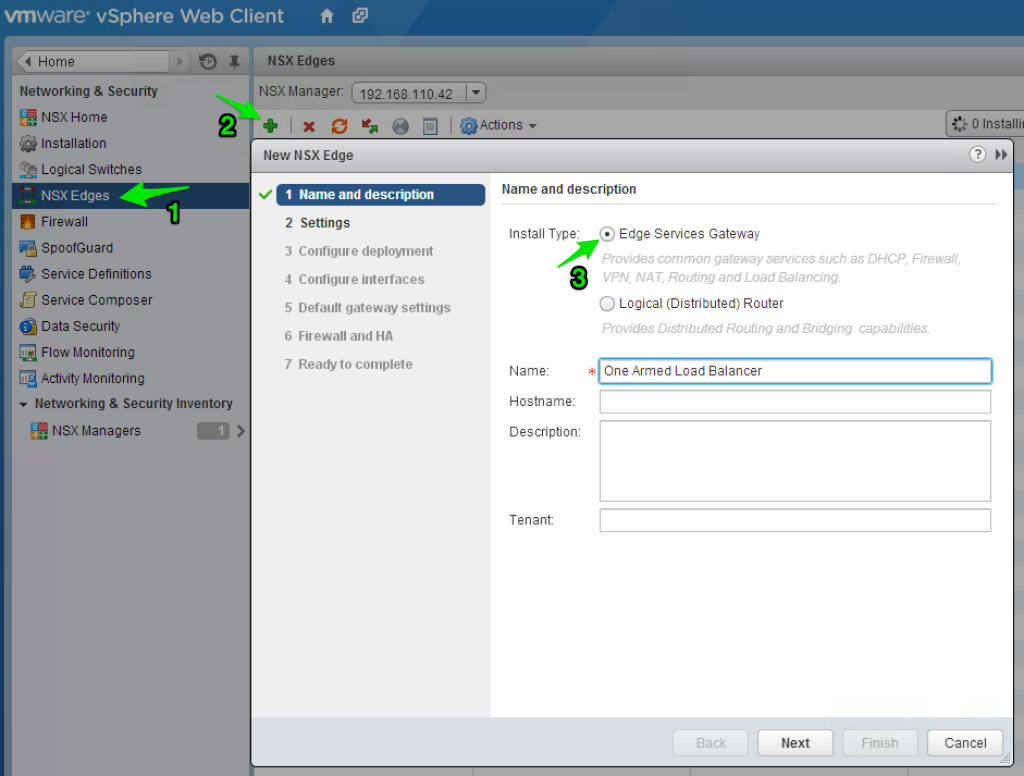 vmware® vSphere Web Client
Home
Networking & Security
NSX Home
Installation
Logical Switches
NSX Edges
Firewall
SpoofGuard
Service Definitions
Service Composer
Data Security
Flow Monitoring
Activity Monitoring
Networking & Security Inventory
NSX Managers 1
1
2
NSX Edges
NSX Manager: 192.168.110.42
Actions
0 Installin
New NSX Edge
?
1 Name and description
2 Settings
3 Configure deployment
4 Configure interfaces
5 Default gateway settings
6 Firewall and HA
7 Ready to complete
Name and description
Install Type: Edge Services Gateway
3
Provides common gateway services such as DHCP, Firewall,
VPN, NAT, Routing and Load Balancing.
Logical (Distributed) Router
Provides Distributed Routing and Bridging capabilities.
Name: * One Armed Load Balancer
Hostname:
Description:
Tenant:
Back Next Finish Cancel